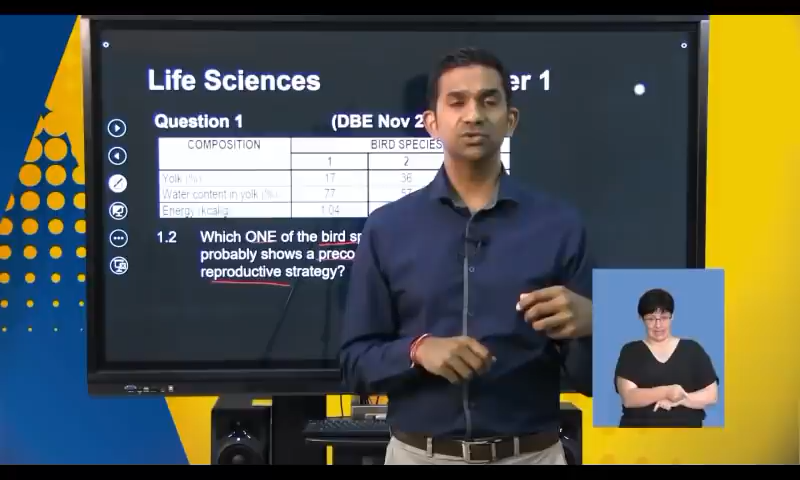 Life Sciences er 1
Question 1 (DBE Nov 2
COMPOSITION BIRD SPECIES
1 2
Yolk (%) 17 36
Water content in yolk (%) 77 57
Energy (kcal/g 1.04
1.2 Which ONE of the bird sp
probably shows a preco
reproductive strategy?